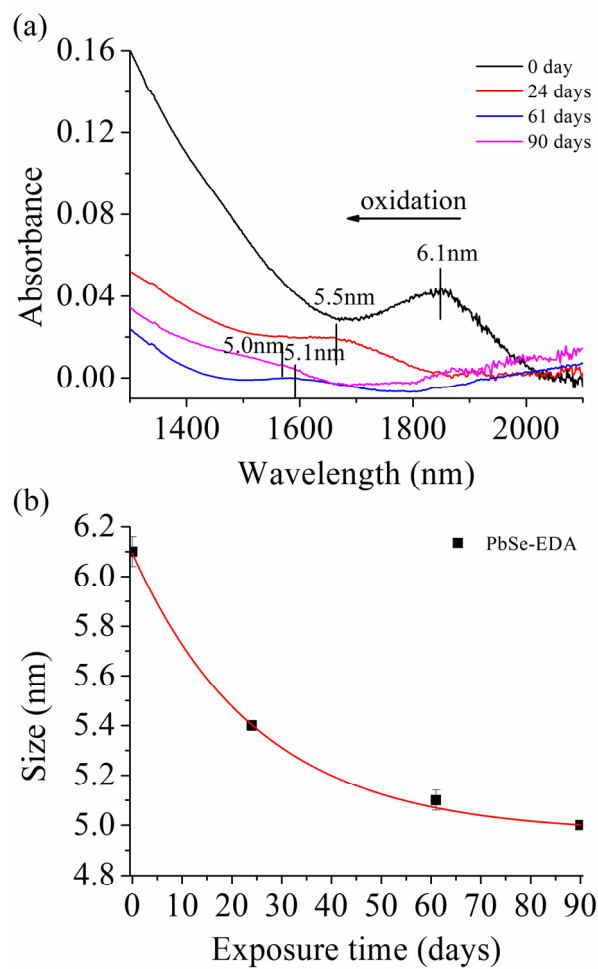 (a)
0.16
0 day
24 days
61 days
90 days
0.12
oxidation
0.08
6.1nm
5.5nm
0.04
5.0nm
5.1nm
0.00
Absorbance
1400 1600 1800 2000
Wavelength (nm)
(b)
6.2
PbSe-EDA
6.0
5.8
5.6
5.4
5.2
5.0
4.8
Size (nm)
0 10 20 30 40 50 60 70 80 90
Exposure time (days)